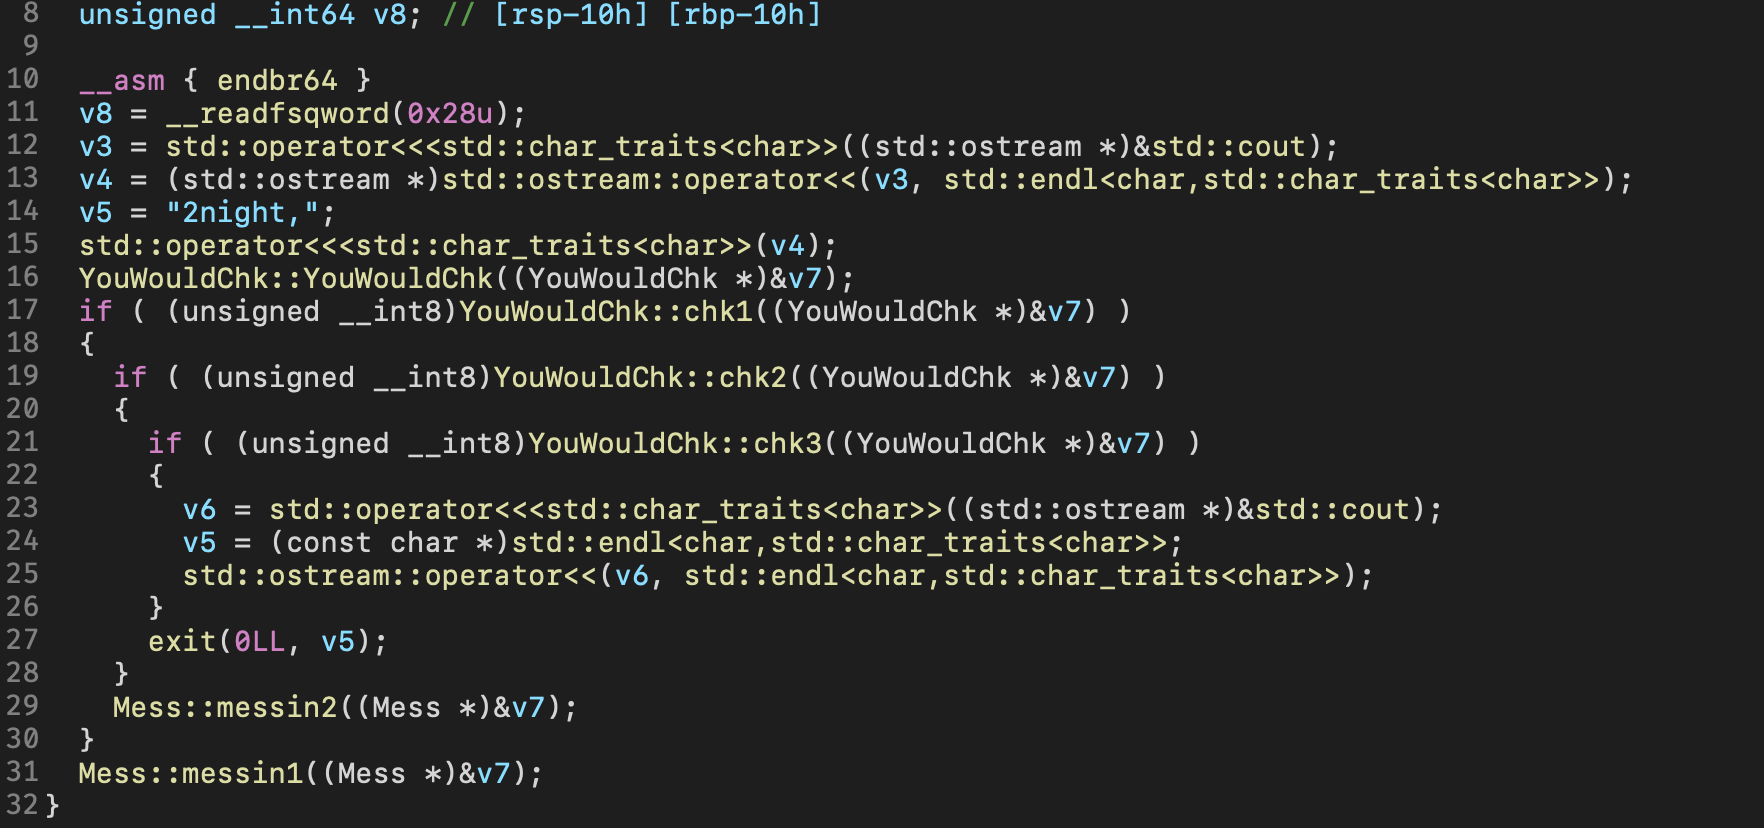 8 unsigned __int64 v8; // [rsp-10h] [rbp-10h]
9
10 __asm { endbr64 }
11 v8 = __readfsqword(0x28u);
12 v3 = std::operator<<<std::char_traits<char>>((std::ostream *)&std::cout);
13 v4 = (std::ostream *)std::ostream::operator<<(v3, std::endl<char,std::char_traits<char>>);
14 v5 = "2night,";
15 std::operator<<<std::char_traits<char>>(v4);
16 YouWouldChk::YouWouldChk((YouWouldChk *)&v7);
17 if ( (unsigned __int8)YouWouldChk::chk1((YouWouldChk *)&v7) )
18 {
19 if ( (unsigned __int8)YouWouldChk::chk2((YouWouldChk *)&v7) )
20 {
21 if ( (unsigned __int8)YouWouldChk::chk3((YouWouldChk *)&v7) )
22 {
23 v6 = std::operator<<<std::char_traits<char>>((std::ostream *)&std::cout);
24 v5 = (const char *)std::endl<char,std::char_traits<char>>;
25 std::ostream::operator<<(v6, std::endl<char,std::char_traits<char>>);
26 }
27 exit(0LL, v5);
28 }
29 Mess::messin2((Mess *)&v7);
30 }
31 Mess::messin1((Mess *)&v7);
32 }